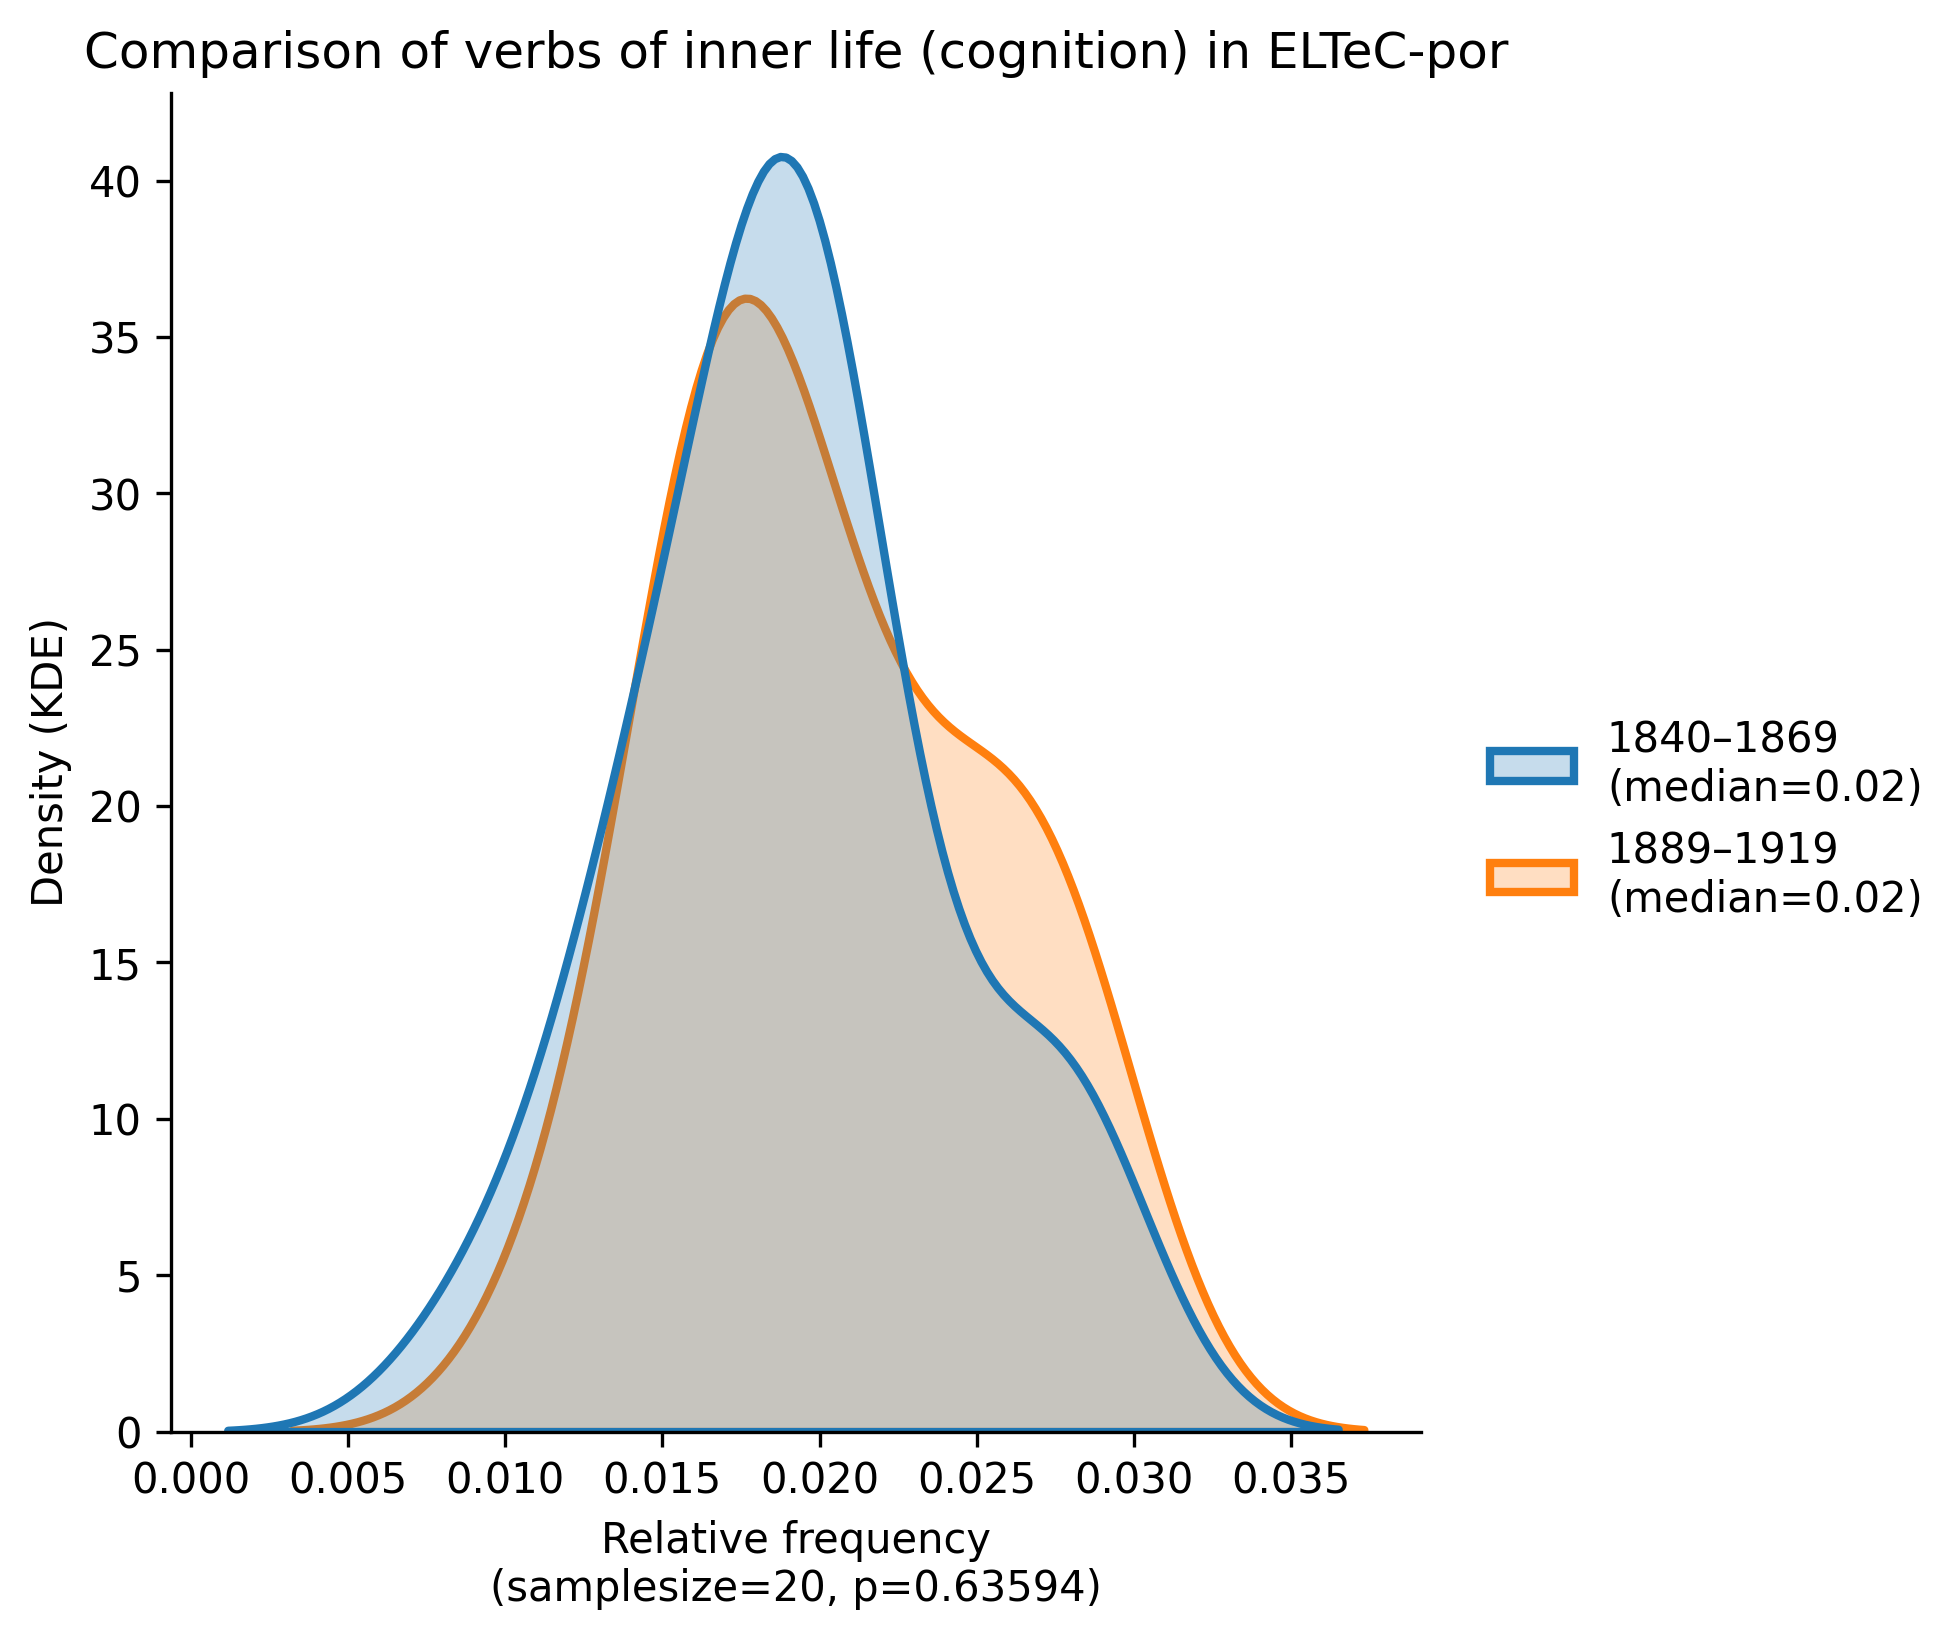 Comparison of verbs of inner life (cognition) in ELTeC-por
Density (KDE)
40
35
30
25
20
15
10
5
0
0.000 0.005 0.010 0.015 0.020 0.025 0.030 0.035
Relative frequency
(samplesize=20, p=0.63594)
1840–1869
(median=0.02)
1889–1919
(median=0.02)